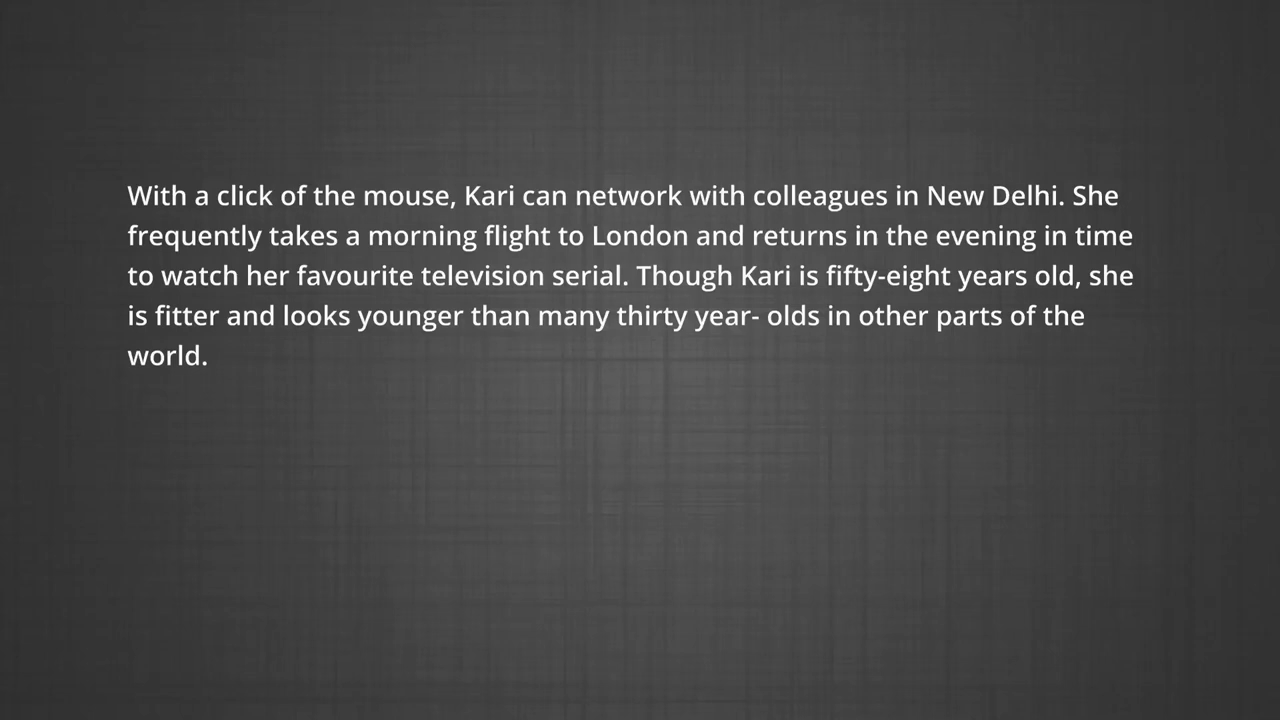 With a click of the mouse, Kari can network with colleagues in New Delhi. She
frequently takes a morning flight to London and returns in the evening in time
to watch her favourite television serial. Though Kari is fifty-eight years old, she
is fitter and looks younger than many thirty year- olds in other parts of the
world.